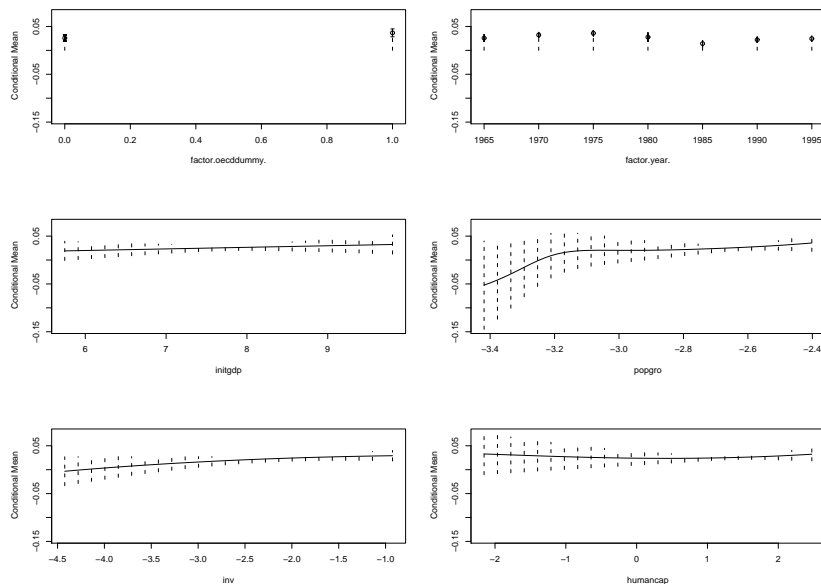 Conditional Mean
0.05
−0.05
−0.15
0.0 0.2 0.4 0.6 0.8 1.0
factor.oecddummy.
Conditional Mean
0.05
−0.05
−0.15
1965 1970 1975 1980 1985 1990 1995
factor.year.
Conditional Mean
0.05
−0.05
−0.15
6 7 8 9
initgdp
Conditional Mean
0.05
−0.05
−0.15
−3.4 −3.2 −3.0 −2.8 −2.6 −2.4
popgro
Conditional Mean
0.05
−0.05
−0.15
−4.5 −4.0 −3.5 −3.0 −2.5 −2.0 −1.5 −1.0
inv
Conditional Mean
0.05
−0.05
−0.15
−2 −1 0 1 2
humancap